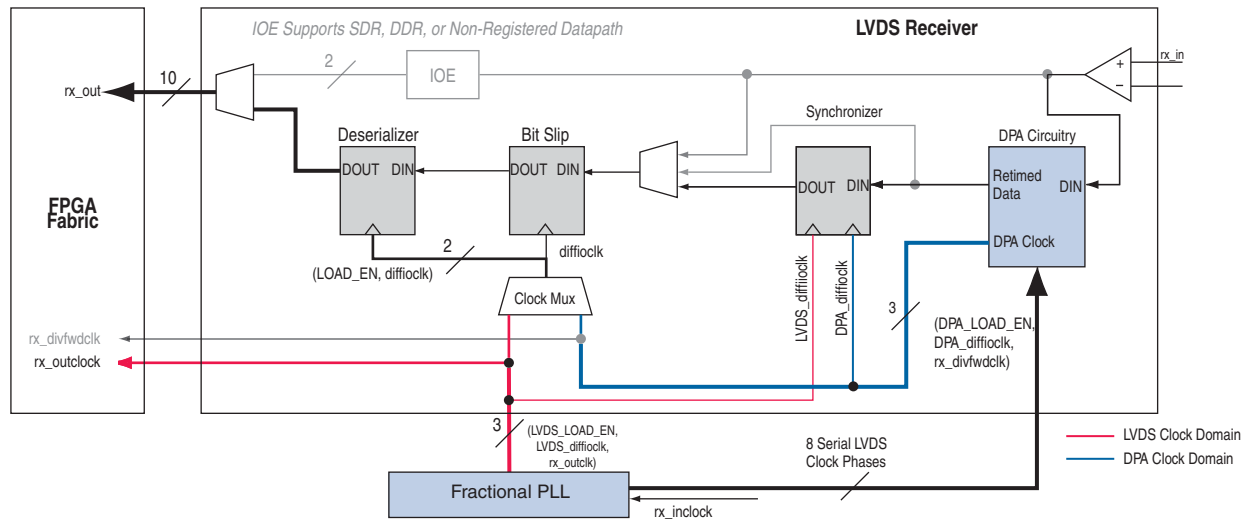 IOE Supports SDR, DDR, or Non-Registered Datapath
LVDS Receiver
rx_in
+
–
2
IOE
10
rx_out
Synchronizer
Deserializer
Bit Slip
DPA Circuitry
DOUT DIN
DOUT DIN
DOUT DIN
Retimed
Data
DIN
FPGA
Fabric
DPA Clock
2
diffioclk
(LOAD_EN, diffioclk)
LVDS_diffiioclk
DPA_diffioclk
3
Clock Mux
(DPA_LOAD_EN,
DPA_diffioclk,
rx_divfwdclk)
rx_divfwdclk
rx_outclock
3
(LVDS_LOAD_EN,
LVDS_diffioclk,
rx_outclk)
8 Serial LVDS
Clock Phases
LVDS Clock Domain
DPA Clock Domain
Fractional PLL
rx_inclock